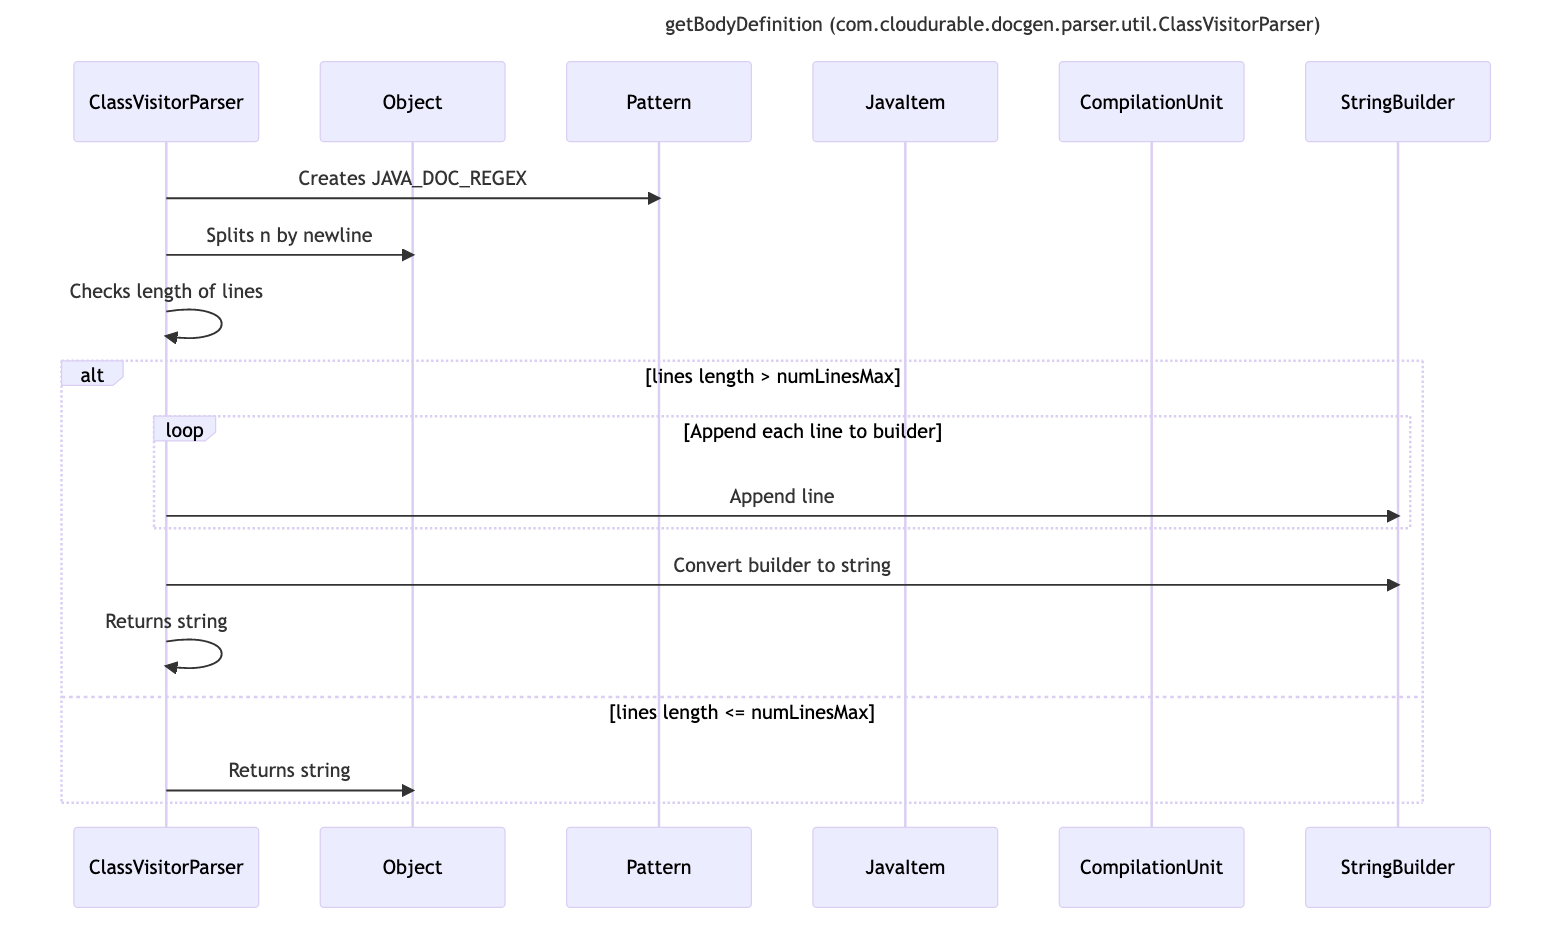 getBodyDefinition (com.cloudurable.docgen.parser.util.ClassVisitorParser)
ClassVisitorParser
Object
Pattern
JavaItem
CompilationUnit
StringBuilder
Creates JAVA_DOC_REGEX
Splits n by newline
Checks length of lines
alt
[lines length > numLinesMax]
loop
[Append each line to builder]
Append line
Convert builder to string
Returns string
[lines length <= numLinesMax]
Returns string
ClassVisitorParser
Object
Pattern
JavaItem
CompilationUnit
StringBuilder